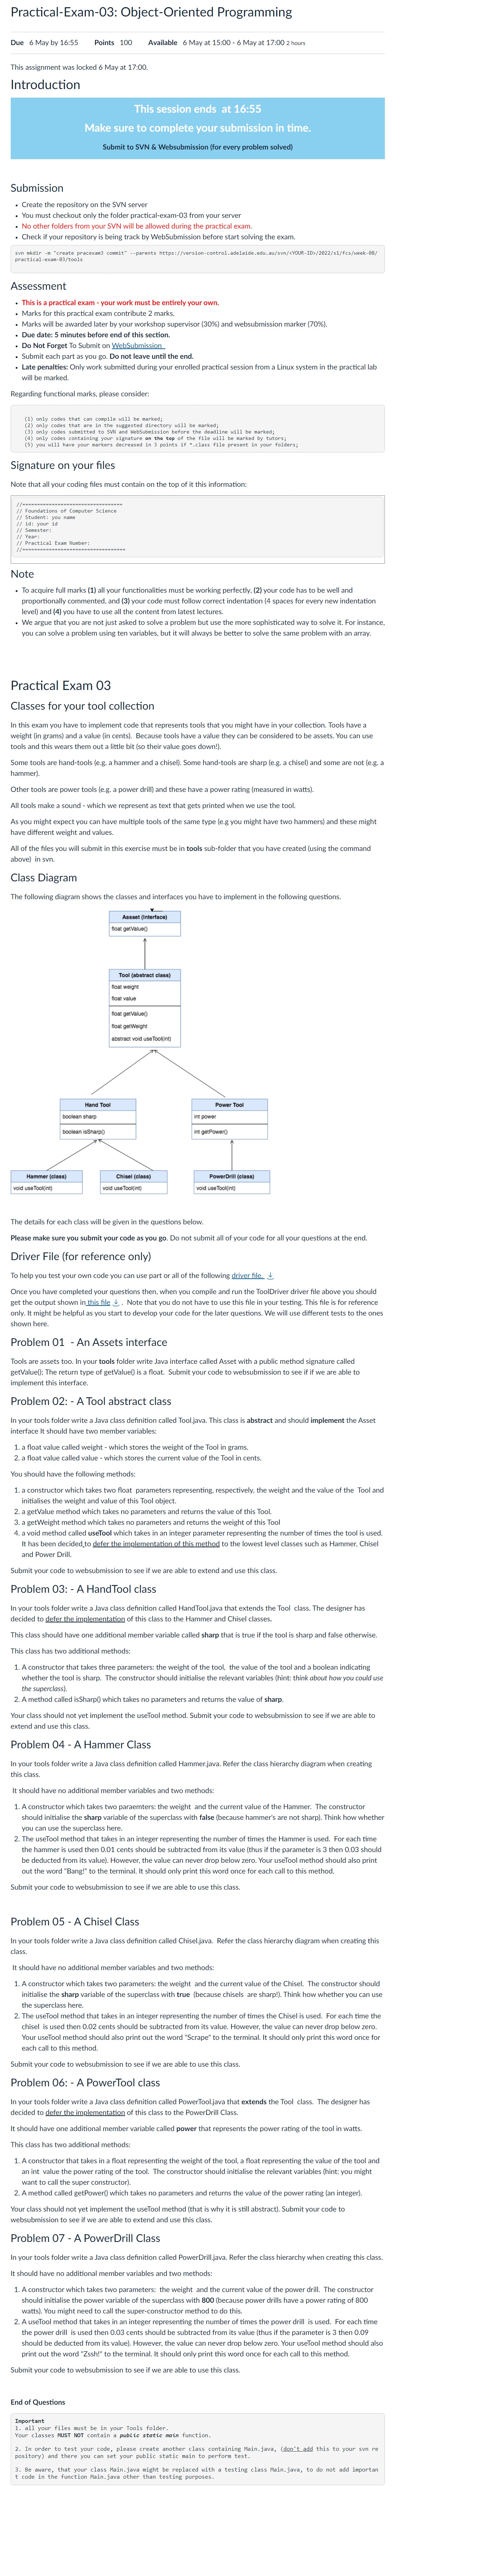 Practical-Exam-03: Object-Oriented Programming
Due 6 May by 16:55 Points 100 Available 6 May at 15:00 - 6 May at 17:00 2 hours
This assignment was locked 6 May at 17:00.
Introduction
This session ends at 16:55
Make sure to complete your submission in time.
Submit to SVN & Websubmission (for every problem solved)
Submission
• Create the repository on the SVN server
• You must checkout only the folder practical-exam-03 from your server
• No other folders from your SVN will be allowed during the practical exam.
• Check if your repository is being track by WebSubmission before start solving the exam.
svn mkdir -m "create pracexam3 commit" --parents https://version-control.adelaide.edu.au/svn/<YOUR-ID>/2022/s1/fcs/week-08/
practical-exam-03/tools
Assessment
• This is a practical exam - your work must be entirely your own.
• Marks for this practical exam contribute 2 marks.
• Marks will be awarded later by your workshop supervisor (30%) and websubmission marker (70%).
• Due date: 5 minutes before end of this section.
• Do Not Forget To Submit on WebSubmission
• Submit each part as you go. Do not leave until the end.
• Late penalties: Only work submitted during your enrolled practical session from a Linux system in the practical lab
will be marked.
Regarding functional marks, please consider:
(1) only codes that can compile will be marked;
(2) only codes that are in the suggested directory will be marked;
(3) only codes submitted to SVN and WebSubmission before the deadline will be marked;
(4) only codes containing your signature on the top of the file will be marked by tutors;
(5) you will have your markers decreased in 3 points if *.class file present in your folders;
Signature on your files
Note that all your coding files must contain on the top of it this information:
//==================================
// Foundations of Computer Science
// Student: you name
// id: your id
// Semester:
// Year:
// Practical Exam Number:
//===================================
Note
• To acquire full marks (1) all your functionalities must be working perfectly, (2) your code has to be well and
proportionally commented, and (3) your code must follow correct indentation (4 spaces for every new indentation
level) and (4) you have to use all the content from latest lectures.
• We argue that you are not just asked to solve a problem but use the more sophisticated way to solve it. For instance,
you can solve a problem using ten variables, but it will always be better to solve the same problem with an array.
Practical Exam 03
Classes for your tool collection
In this exam you have to implement code that represents tools that you might have in your collection. Tools have a
weight (in grams) and a value (in cents). Because tools have a value they can be considered to be assets. You can use
tools and this wears them out a little bit (so their value goes down!).
Some tools are hand-tools (e.g. a hammer and a chisel). Some hand-tools are sharp (e.g. a chisel) and some are not (e.g. a
hammer).
Other tools are power tools (e.g. a power drill) and these have a power rating (measured in watts).
All tools make a sound - which we represent as text that gets printed when we use the tool.
As you might expect you can have multiple tools of the same type (e.g you might have two hammers) and these might
have different weight and values.
All of the files you will submit in this exercise must be in tools sub-folder that you have created (using the command
above) in svn.
Class Diagram
The following diagram shows the classes and interfaces you have to implement in the following questions.
Assset (interface)
float getValue()
Tool (abstract class)
float weight
float value
float getValue()
float getWeight
abstract void useTool(int)
Hand Tool
boolean sharp
boolean isSharp()
Power Tool
int power
int getPower()
Hammer (class)
void useTool(int)
Chisel (class)
void useTool(int)
PowerDrill (class)
void useTool(int)
The details for each class will be given in the questions below.
Please make sure you submit your code as you go. Do not submit all of your code for all your questions at the end.
Driver File (for reference only)
To help you test your own code you can use part or all of the following driver file.
Once you have completed your questions then, when you compile and run the ToolDriver driver file above you should
get the output shown in this file . Note that you do not have to use this file in your testing. This file is for reference
only. It might be helpful as you start to develop your code for the later questions. We will use different tests to the ones
shown here.
Problem 01 - An Assets interface
Tools are assets too. In your tools folder write Java interface called Asset with a public method signature called
getValue(); The return type of getValue() is a float. Submit your code to websubmission to see if if we are able to
implement this interface.
Problem 02: - A Tool abstract class
In your tools folder write a Java class definition called Tool.java. This class is abstract and should implement the Asset
interface It should have two member variables:
1. a float value called weight - which stores the weight of the Tool in grams.
2. a float value called value - which stores the current value of the Tool in cents.
You should have the following methods;
1. a constructor which takes two float parameters representing, respectively, the weight and the value of the Tool and
initialises the weight and value of this Tool object.
2. a getValue method which takes no parameters and returns the value of this Tool.
3. a getWeight method which takes no parameters and returns the weight of this Tool
4. a void method called useTool which takes in an integer parameter representing the number of times the tool is used.
It has been decided to defer the implementation of this method to the lowest level classes such as Hammer, Chisel
and Power Drill.
Submit your code to websubmission to see if we are able to extend and use this class.
Problem 03: - A HandTool class
In your tools folder write a Java class definition called HandTool.java that extends the Tool class. The designer has
decided to defer the implementation of this class to the Hammer and Chisel classes.
This class should have one additional member variable called sharp that is true if the tool is sharp and false otherwise.
This class has two additional methods:
1. A constructor that takes three parameters: the weight of the tool, the value of the tool and a boolean indicating
whether the tool is sharp. The constructor should initialise the relevant variables (hint: think about how you could use
the superclass).
2. A method called isSharp() which takes no parameters and returns the value of sharp.
Your class should not yet implement the useTool method. Submit your code to websubmission to see if we are able to
extend and use this class.
Problem 04 - A Hammer Class
In your tools folder write a Java class definition called Hammer.java. Refer the class hierarchy diagram when creating
this class.
It should have no additional member variables and two methods:
1. A constructor which takes two paraemters: the weight and the current value of the Hammer. The constructor
should initialise the sharp variable of the superclass with false (because hammer's are not sharp). Think how whether
you can use the superclass here.
2. The useTool method that takes in an integer representing the number of times the Hammer is used. For each time
the hammer is used then 0.01 cents should be subtracted from its value (thus if the parameter is 3 then 0.03 should
be deducted from its value). However, the value can never drop below zero. Your useTool method should also print
out the word "Bang!" to the terminal. It should only print this word once for each call to this method.
Submit your code to websubmission to see if we are able to use this class.
Problem 05 - A Chisel Class
In your tools folder write a Java class definition called Chisel.java. Refer the class hierarchy diagram when creating this
class.
It should have no additional member variables and two methods:
1. A constructor which takes two parameters: the weight and the current value of the Chisel. The constructor should
initialise the sharp variable of the superclass with true (because chisels are sharp!). Think how whether you can use
the superclass here.
2. The useTool method that takes in an integer representing the number of times the Chisel is used. For each time the
chisel is used then 0.02 cents should be subtracted from its value. However, the value can never drop below zero.
Your useTool method should also print out the word "Scrape" to the terminal. It should only print this word once for
each call to this method.
Submit your code to websubmission to see if we are able to use this class.
Problem 06: - A PowerTool class
In your tools folder write a Java class definition called PowerTool.java that extends the Tool class. The designer has
decided to defer the implementation of this class to the PowerDrill Class.
It should have one additional member variable called power that represents the power rating of the tool in watts.
This class has two additional methods:
1. A constructor that takes in a float representing the weight of the tool, a float representing the value of the tool and
an int value the power rating of the tool. The constructor should initialise the relevant variables (hint: you might
want to call the super constructor).
2. A method called getPower() which takes no parameters and returns the value of the power rating (an integer).
Your class should not yet implement the useTool method (that is why it is still abstract). Submit your code to
websubmission to see if we are able to extend and use this class.
Problem 07 - A PowerDrill Class
In your tools folder write a Java class definition called PowerDrill.java. Refer the class hierarchy when creating this class.
It should have no additional member variables and two methods:
1. A constructor which takes two parameters: the weight and the current value of the power drill. The constructor
should initialise the power variable of the superclass with 800 (because power drills have a power rating of 800
watts). You might need to call the super-constructor method to do this.
2. A useTool method that takes in an integer representing the number of times the power drill is used. For each time
the power drill is used then 0.03 cents should be subtracted from its value (thus if the parameter is 3 then 0.09
should be deducted from its value). However, the value can never drop below zero. Your useTool method should also
print out the word "Zssh!" to the terminal. It should only print this word once for each call to this method.
Submit your code to websubmission to see if we are able to use this class.
End of Questions
Important
1. all your files must be in your Tools folder.
Your classes MUST NOT contain a public static main function.
2. In order to test your code, please create another class containing Main.java, (don't add this to your svn re
pository) and there you can set your public static main to perform test.
3. Be aware, that your class Main.java might be replaced with a testing class Main.java, to do not add importan
t code in the function Main.java other than testing purposes.